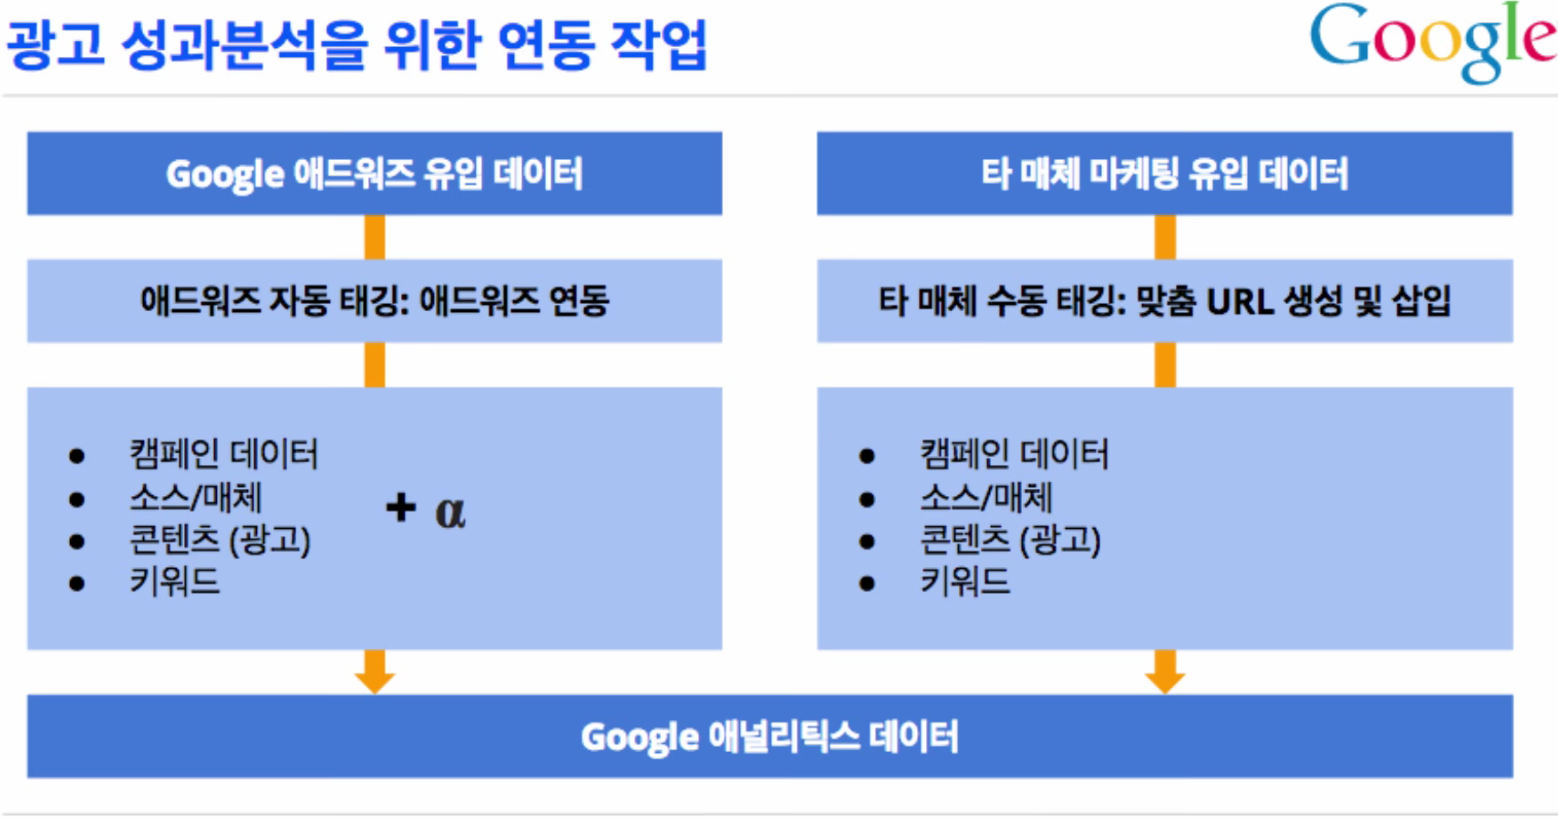 광고 성과분석을 위한 연동 작업
Google
Google 애드워즈 유입 데이터
애드워즈 자동 태깅: 애드워즈 연동
● 캠페인 데이터
● 소스/매체
● 콘텐츠 (광고)
● 키워드
+ α
타 매체 마케팅 유입 데이터
타 매체 수동 태깅: 맞춤 URL 생성 및 삽입
● 캠페인 데이터
● 소스/매체
● 콘텐츠 (광고)
● 키워드
Google 애널리틱스 데이터